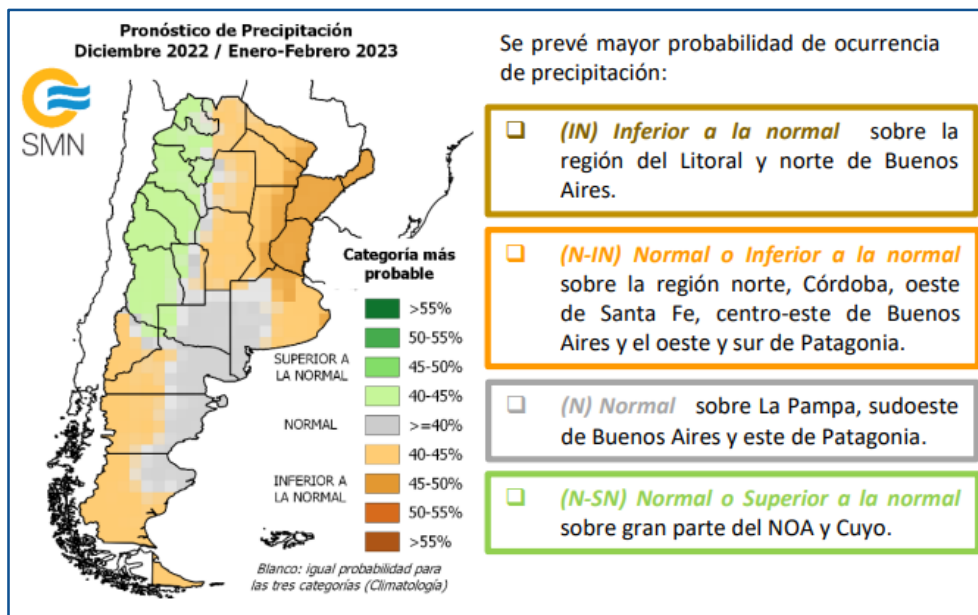 Pronóstico de Precipitación
Diciembre 2022 / Enero-Febrero 2023
SMN
Categoría más
probable
>55%
50-55%
SUPERIOR A
LA NORMAL
45-50%
40-45%
NORMAL
>=40%
40-45%
INFERIOR A
LA NORMAL
45-50%
50-55%
>55%
Blanco: igual probabilidad para
las tres categorías (Climatología)
Se prevé mayor probabilidad de ocurrencia
de precipitación:
(IN) Inferior a la normal sobre la
región del Litoral y norte de Buenos
Aires.
(N-IN) Normal o Inferior a la normal
sobre la región norte, Córdoba, oeste
de Santa Fe, centro-este de Buenos
Aires y el oeste y sur de Patagonia.
(N) Normal sobre La Pampa, sudoeste
de Buenos Aires y este de Patagonia.
(N-SN) Normal o Superior a la normal
sobre gran parte del NOA y Cuyo.